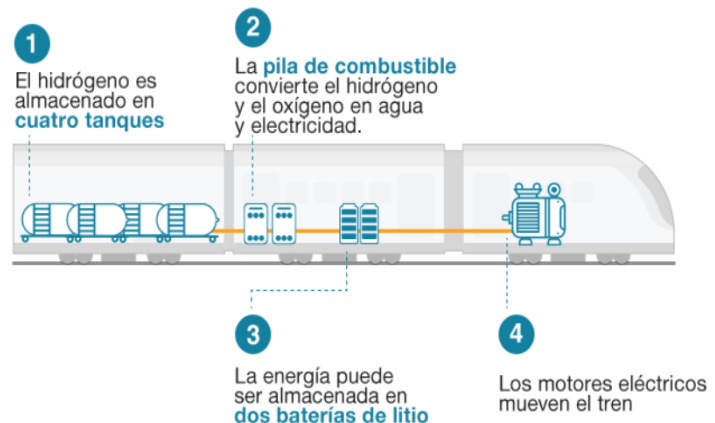 1
El hidrógeno es
almacenado en
cuatro tanques
2
La pila de combustible
convierte el hidrógeno
y el oxígeno en agua
y electricidad.
3
La energía puede
ser almacenada en
dos baterías de litio
4
Los motores eléctricos
mueven el tren